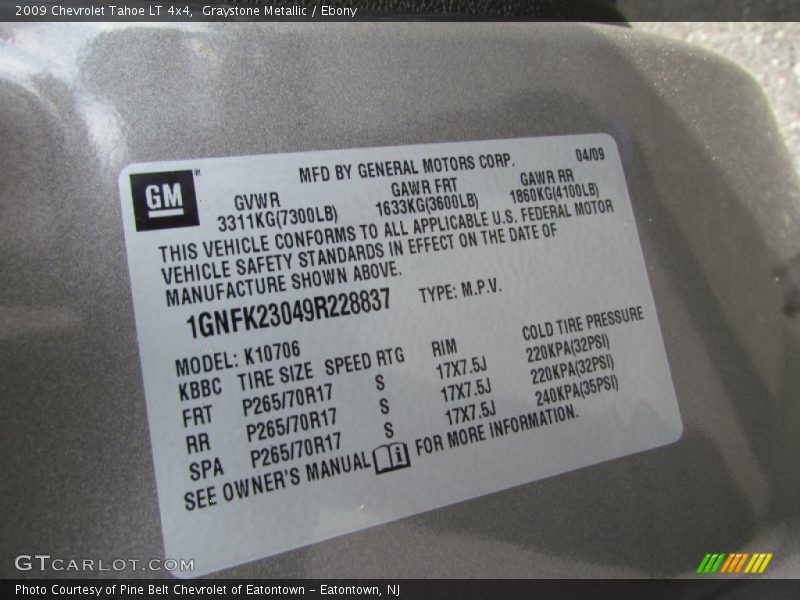 2009 Chevrolet Tahoe LT 4x4, Graystone Metallic / Ebony
GM®
MFD BY GENERAL MOTORS CORP. 04/09
GVWR GAWR FRT GAWR RR
3311KG(7300LB) 1633KG(3600LB) 1860KG(4100LB)
THIS VEHICLE CONFORMS TO ALL APPLICABLE U.S. FEDERAL MOTOR
VEHICLE SAFETY STANDARDS IN EFFECT ON THE DATE OF
MANUFACTURE SHOWN ABOVE.
1GNFK23049R228837 TYPE: M.P.V.
MODEL: K10706
KBBC TIRE SIZE SPEED RTG RIM COLD TIRE PRESSURE
FRT P265/70R17 S 17X7.5J 220KPA(32PSI)
RR P265/70R17 S 17X7.5J 220KPA(32PSI)
SPA P265/70R17 S 17X7.5J 240KPA(35PSI)
SEE OWNER'S MANUAL i FOR MORE INFORMATION.
GTCARLOT.COM
Photo Courtesy of Pine Belt Chevrolet of Eatontown - Eatontown, NJ